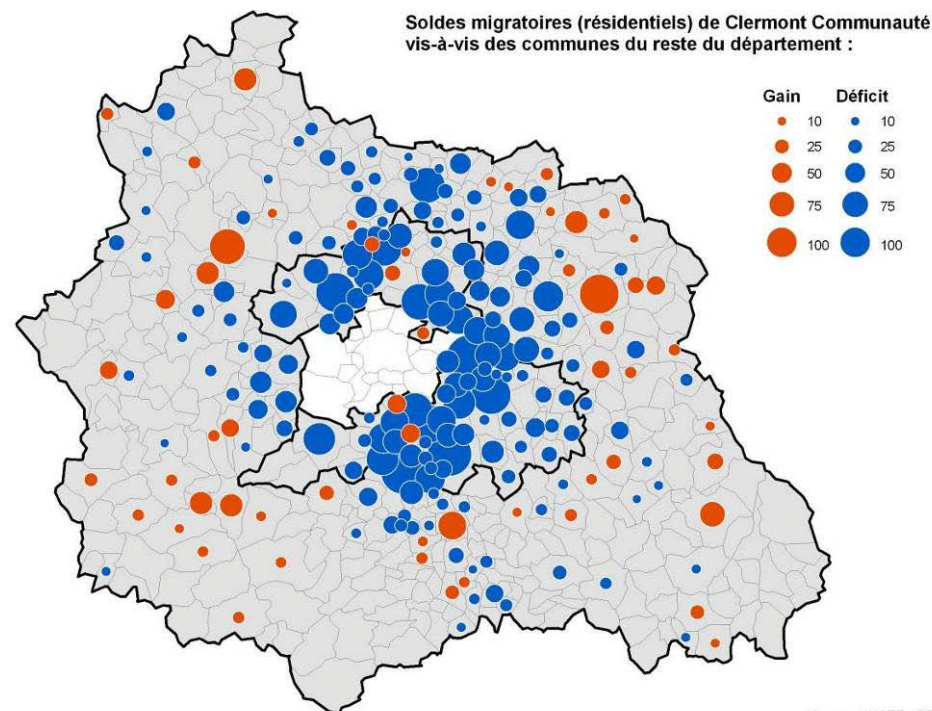 Soldes migratoires (résidentiels) de Clermont Communauté
vis-à-vis des communes du reste du département :
Gain Déficit
10 10
25 25
50 50
75 75
100 100